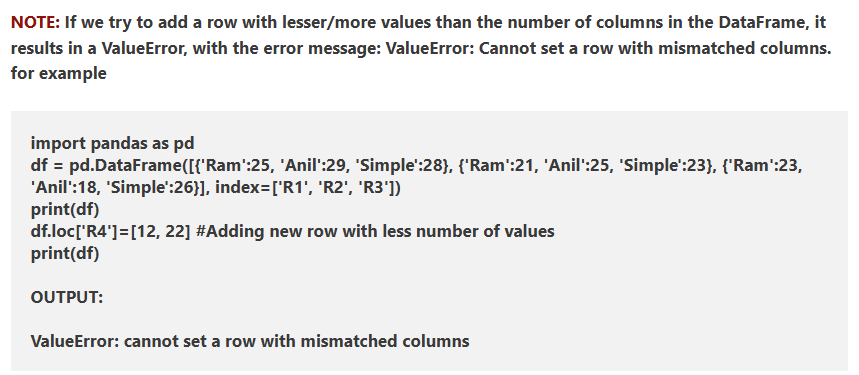 NOTE: If we try to add a row with lesser/more values than the number of columns in the DataFrame, it
results in a ValueError, with the error message: ValueError: Cannot set a row with mismatched columns.
for example
import pandas as pd
df = pd.DataFrame([{'Ram':25, 'Anil':29, 'Simple':28}, {'Ram':21, 'Anil':25, 'Simple':23}, {'Ram':23,
'Anil':18, 'Simple':26}], index=['R1', 'R2', 'R3'])
print(df)
df.loc['R4']=[12, 22] #Adding new row with less number of values
print(df)
OUTPUT:
ValueError: cannot set a row with mismatched columns